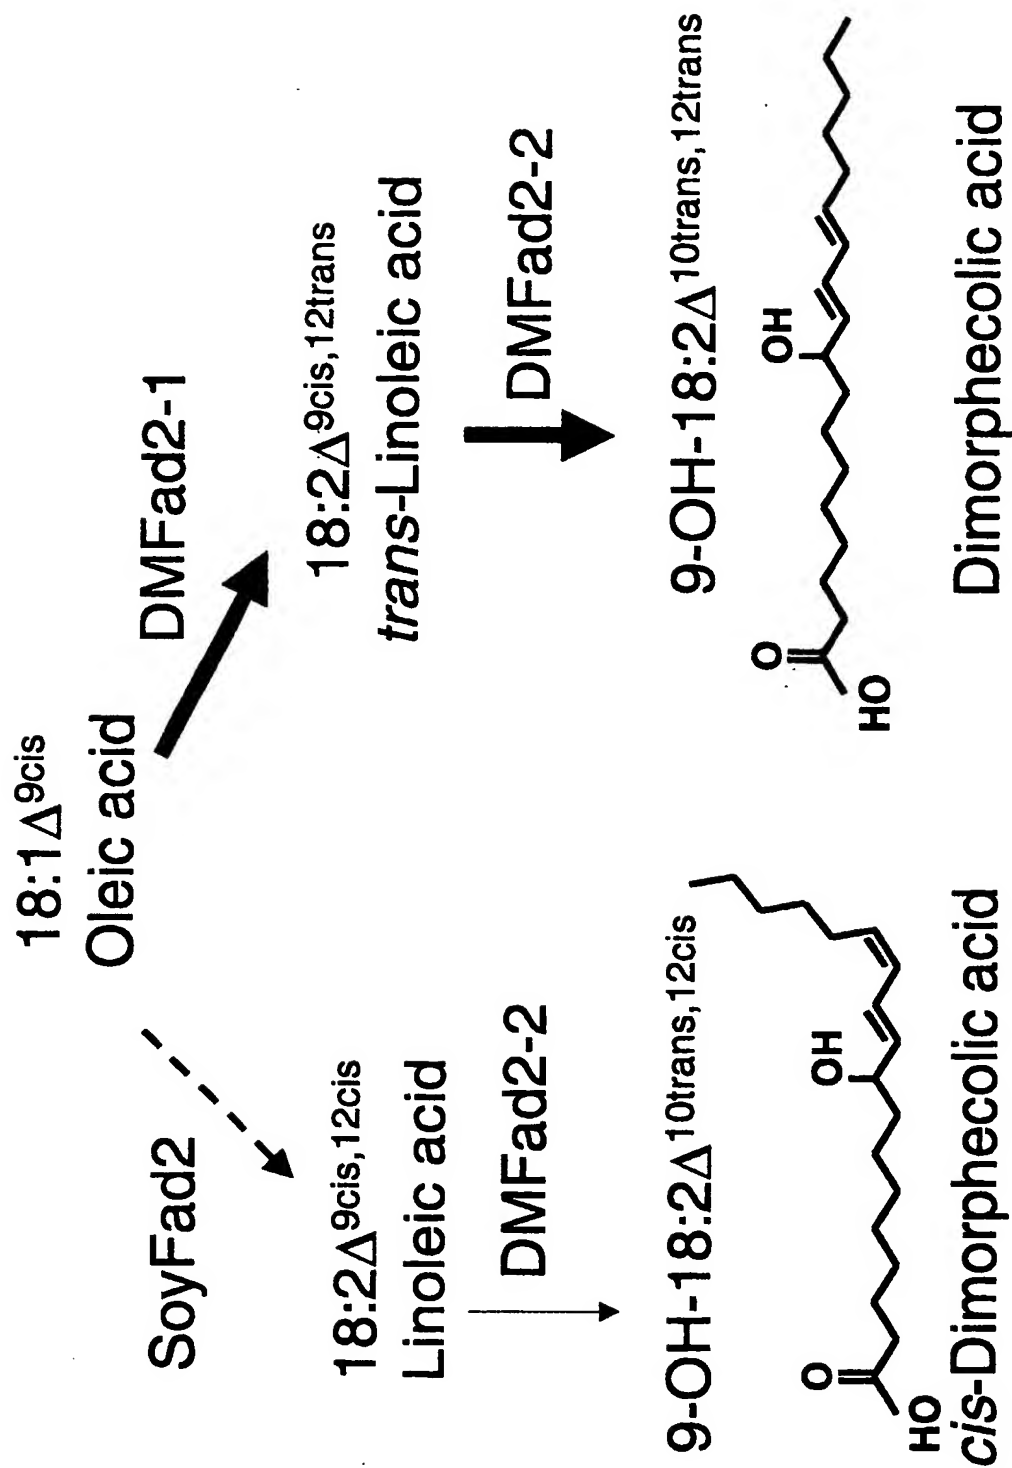 18:1Δ9cis
Oleic acid
SoyFad2
DMFad2-1
18:2Δ9cis,12cis
Linoleic acid
18:2Δ9cis,12trans
trans-Linoleic acid
DMFad2-2
DMFad2-2
9-OH-18:2Δ10trans,12cis
O
HO
OH
cis-Dimorphecolic acid
9-OH-18:2Δ10trans,12trans
O
HO
OH
Dimorphecolic acid